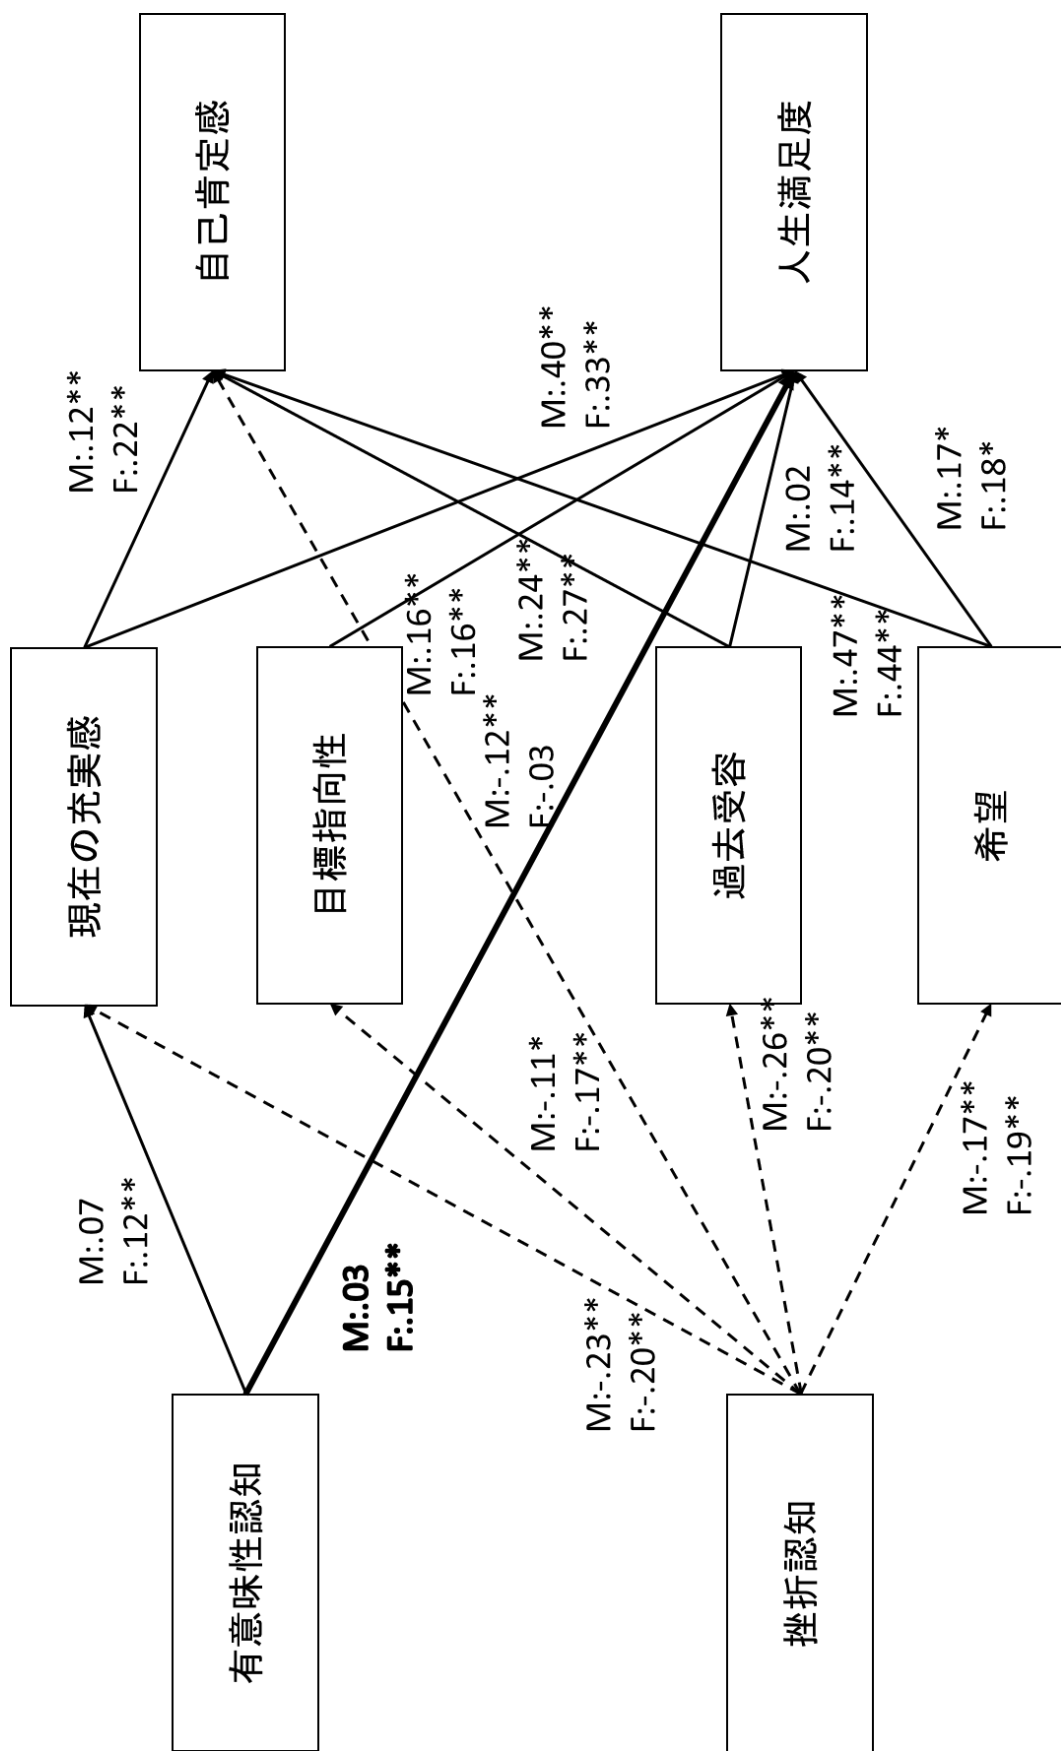 有意味性認知
挫折認知
現在の充実感
目標指向性
過去受容
希望
自己肯定感
人生満足度
M:.07
F:.12**
M:.03
F:.15**
M:-.23**
F:-.20**
M:-.11*
F:-.17**
M:-.12**
F:-.03
M:-.26**
F:-.20**
M:-.17**
F:-.19**
M:.12**
F:.22**
M:.40**
F:.33**
M:.16**
F:.16**
M:.24**
F:.27**
M:.02
F:.14**
M:.47**
F:.44**
M:.17*
F:.18*